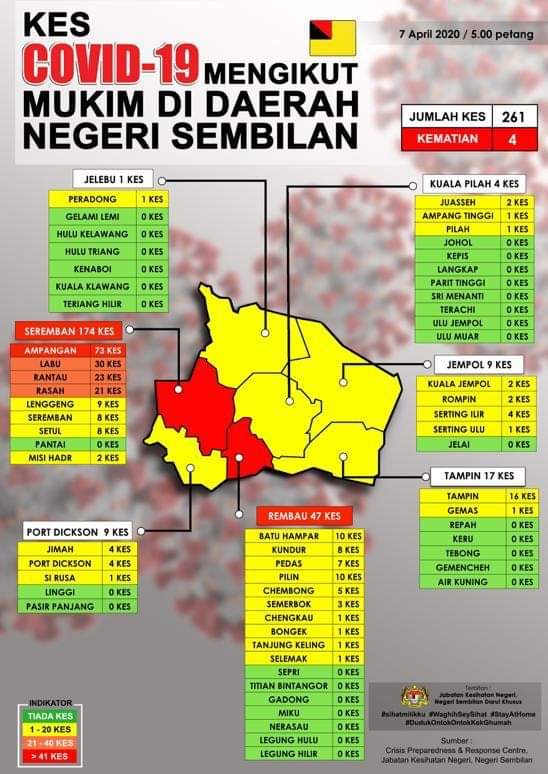 KES
COVID-19 MENGIKUT
MUKIM DI DAERAH
NEGERI SEMBILAN
7 April 2020 / 5.00 petang
JUMLAH KES 261
KEMATIAN 4
JELEBU 1 KES
PERADONG 1 KES
GELAMI LEMI 0 KES
HULU KELAWANG 0 KES
HULU TRIANG 0 KES
KENABOI 0 KES
KUALA KLAWANG 0 KES
TERIANG HILIR 0 KES
KUALA PILAH 4 KES
JUASSEH 2 KES
AMPANG TINGGI 1 KES
PILAH 1 KES
JOHOL 0 KES
KEPIS 0 KES
LANGKAP 0 KES
PARIT TINGGI 0 KES
SRI MENANTI 0 KES
TERACHI 0 KES
ULU JEMPOL 0 KES
ULU MUAR 0 KES
SEREMBAN 174 KES
AMPANGAN 73 KES
LABU 30 KES
RANTAU 23 KES
RASAH 21 KES
LENGGENG 9 KES
SEREMBAN 8 KES
SETUL 8 KES
PANTAI 0 KES
MISI HADR 2 KES
JEMPOL 9 KES
KUALA JEMPOL 2 KES
ROMPIN 2 KES
SERTING ILIR 4 KES
SERTING ULU 1 KES
JELAI 0 KES
TAMPIN 17 KES
TAMPIN 16 KES
GEMAS 1 KES
REPAH 0 KES
KERU 0 KES
TEBONG 0 KES
GEMENCHEH 0 KES
AIR KUNING 0 KES
PORT DICKSON 9 KES
JIMAH 4 KES
PORT DICKSON 4 KES
SI RUSA 1 KES
LINGGI 0 KES
PASIR PANJANG 0 KES
REMBAU 47 KES
BATU HAMPAR 10 KES
KUNDUR 8 KES
PEDAS 7 KES
PILIN 10 KES
CHEMBONG 5 KES
SEMERBOK 3 KES
CHENGKAU 1 KES
BONGEK 1 KES
TANJUNG KELING 1 KES
SELEMAK 1 KES
SEPRI 0 KES
TITIAN BINTANGOR 0 KES
GADONG 0 KES
MIKU 0 KES
NERASAU 0 KES
LEGUNG HULU 0 KES
LEGUNG HILIR 0 KES
INDIKATOR
TIADA KES
1 - 20 KES
21 - 40 KES
> 41 KES
Terbitan :
Jabatan Kesihatan Negeri,
Negeri Sembilan Darul Khusus
#sihatmilikku #WaghihSeySihat #StayAtHome
#DudukOntokOntokKekGhumah
Sumber :
Crisis Preparedness & Response Centre,
Jabatan Kesihatan Negeri, Negeri Sembilan